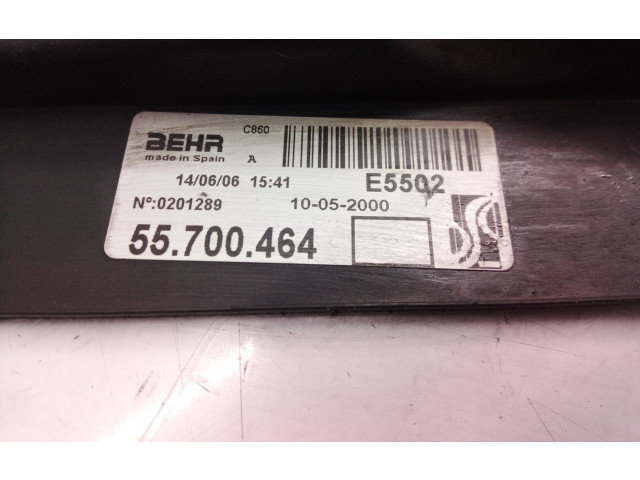 BEHR C860
made in Spain A
14/06/06 15:41 E5502
Nº:0201289 10-05-2000
55.700.464